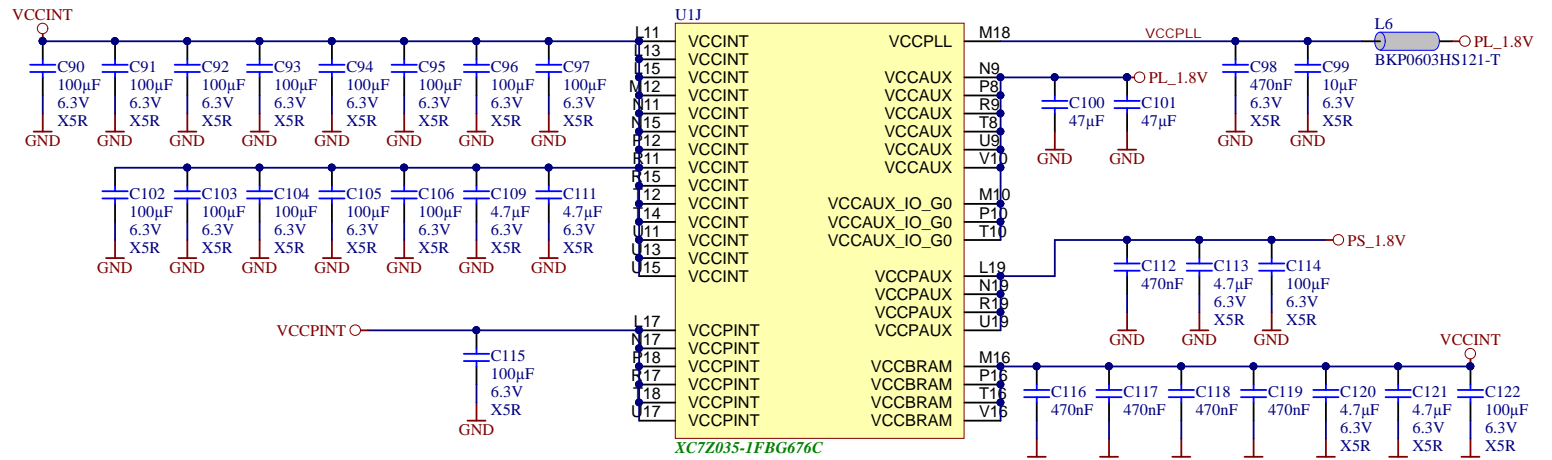 VCCINT
U1J
C90
100µF
6.3V
X5R
GND
C91
100µF
6.3V
X5R
GND
C92
100µF
6.3V
X5R
GND
C93
100µF
6.3V
X5R
GND
C94
100µF
6.3V
X5R
GND
C95
100µF
6.3V
X5R
GND
C96
100µF
6.3V
X5R
GND
C97
100µF
6.3V
X5R
GND
C102
100µF
6.3V
X5R
GND
C103
100µF
6.3V
X5R
GND
C104
100µF
6.3V
X5R
GND
C105
100µF
6.3V
X5R
GND
C106
100µF
6.3V
X5R
GND
C109
4.7µF
6.3V
X5R
GND
C111
4.7µF
6.3V
X5R
GND
VCCPINT
C115
100µF
6.3V
X5R
GND
L11 VCCINT
L13 VCCINT
L15 VCCINT
M12 VCCINT
N11 VCCINT
N15 VCCINT
P12 VCCINT
R11 VCCINT
R15 VCCINT
T12 VCCINT
T14 VCCINT
U11 VCCINT
U13 VCCINT
U15 VCCINT
L17 VCCPINT
N17 VCCPINT
P18 VCCPINT
R17 VCCPINT
T18 VCCPINT
U17 VCCPINT
VCCPLL M18
VCCAUX N9
VCCAUX P8
VCCAUX R9
VCCAUX T8
VCCAUX U9
VCCAUX V10
VCCAUX_IO_G0 M10
VCCAUX_IO_G0 P10
VCCAUX_IO_G0 T10
VCCPAUX L19
VCCPAUX N19
VCCPAUX R19
VCCPAUX U19
VCCBRAM M16
VCCBRAM P16
VCCBRAM T16
VCCBRAM V16
XC7Z035-1FBG676C
VCCPLL
L6
PL_1.8V
BKP0603HS121-T
C98
470nF
6.3V
X5R
GND
C99
10µF
6.3V
X5R
GND
PL_1.8V
C100
47µF
GND
C101
47µF
GND
PS_1.8V
C112
470nF
GND
C113
4.7µF
6.3V
X5R
GND
C114
100µF
6.3V
X5R
GND
VCCINT
C116
470nF
C117
470nF
C118
470nF
C119
470nF
C120
4.7µF
6.3V
X5R
C121
4.7µF
6.3V
X5R
C122
100µF
6.3V
X5R